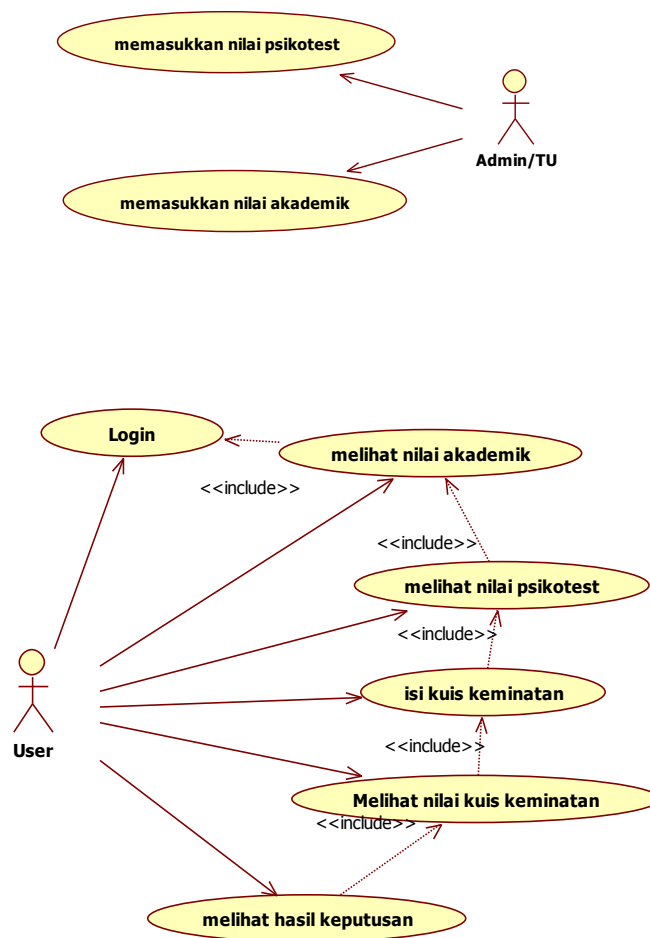 memasukkan nilai psikotest
Admin/TU
memasukkan nilai akademik
Login
melihat nilai akademik
<<include>>
<<include>>
melihat nilai psikotest
<<include>>
isi kuis keminatan
User
<<include>>
Melihat nilai kuis keminatan
<<include>>
melihat hasil keputusan